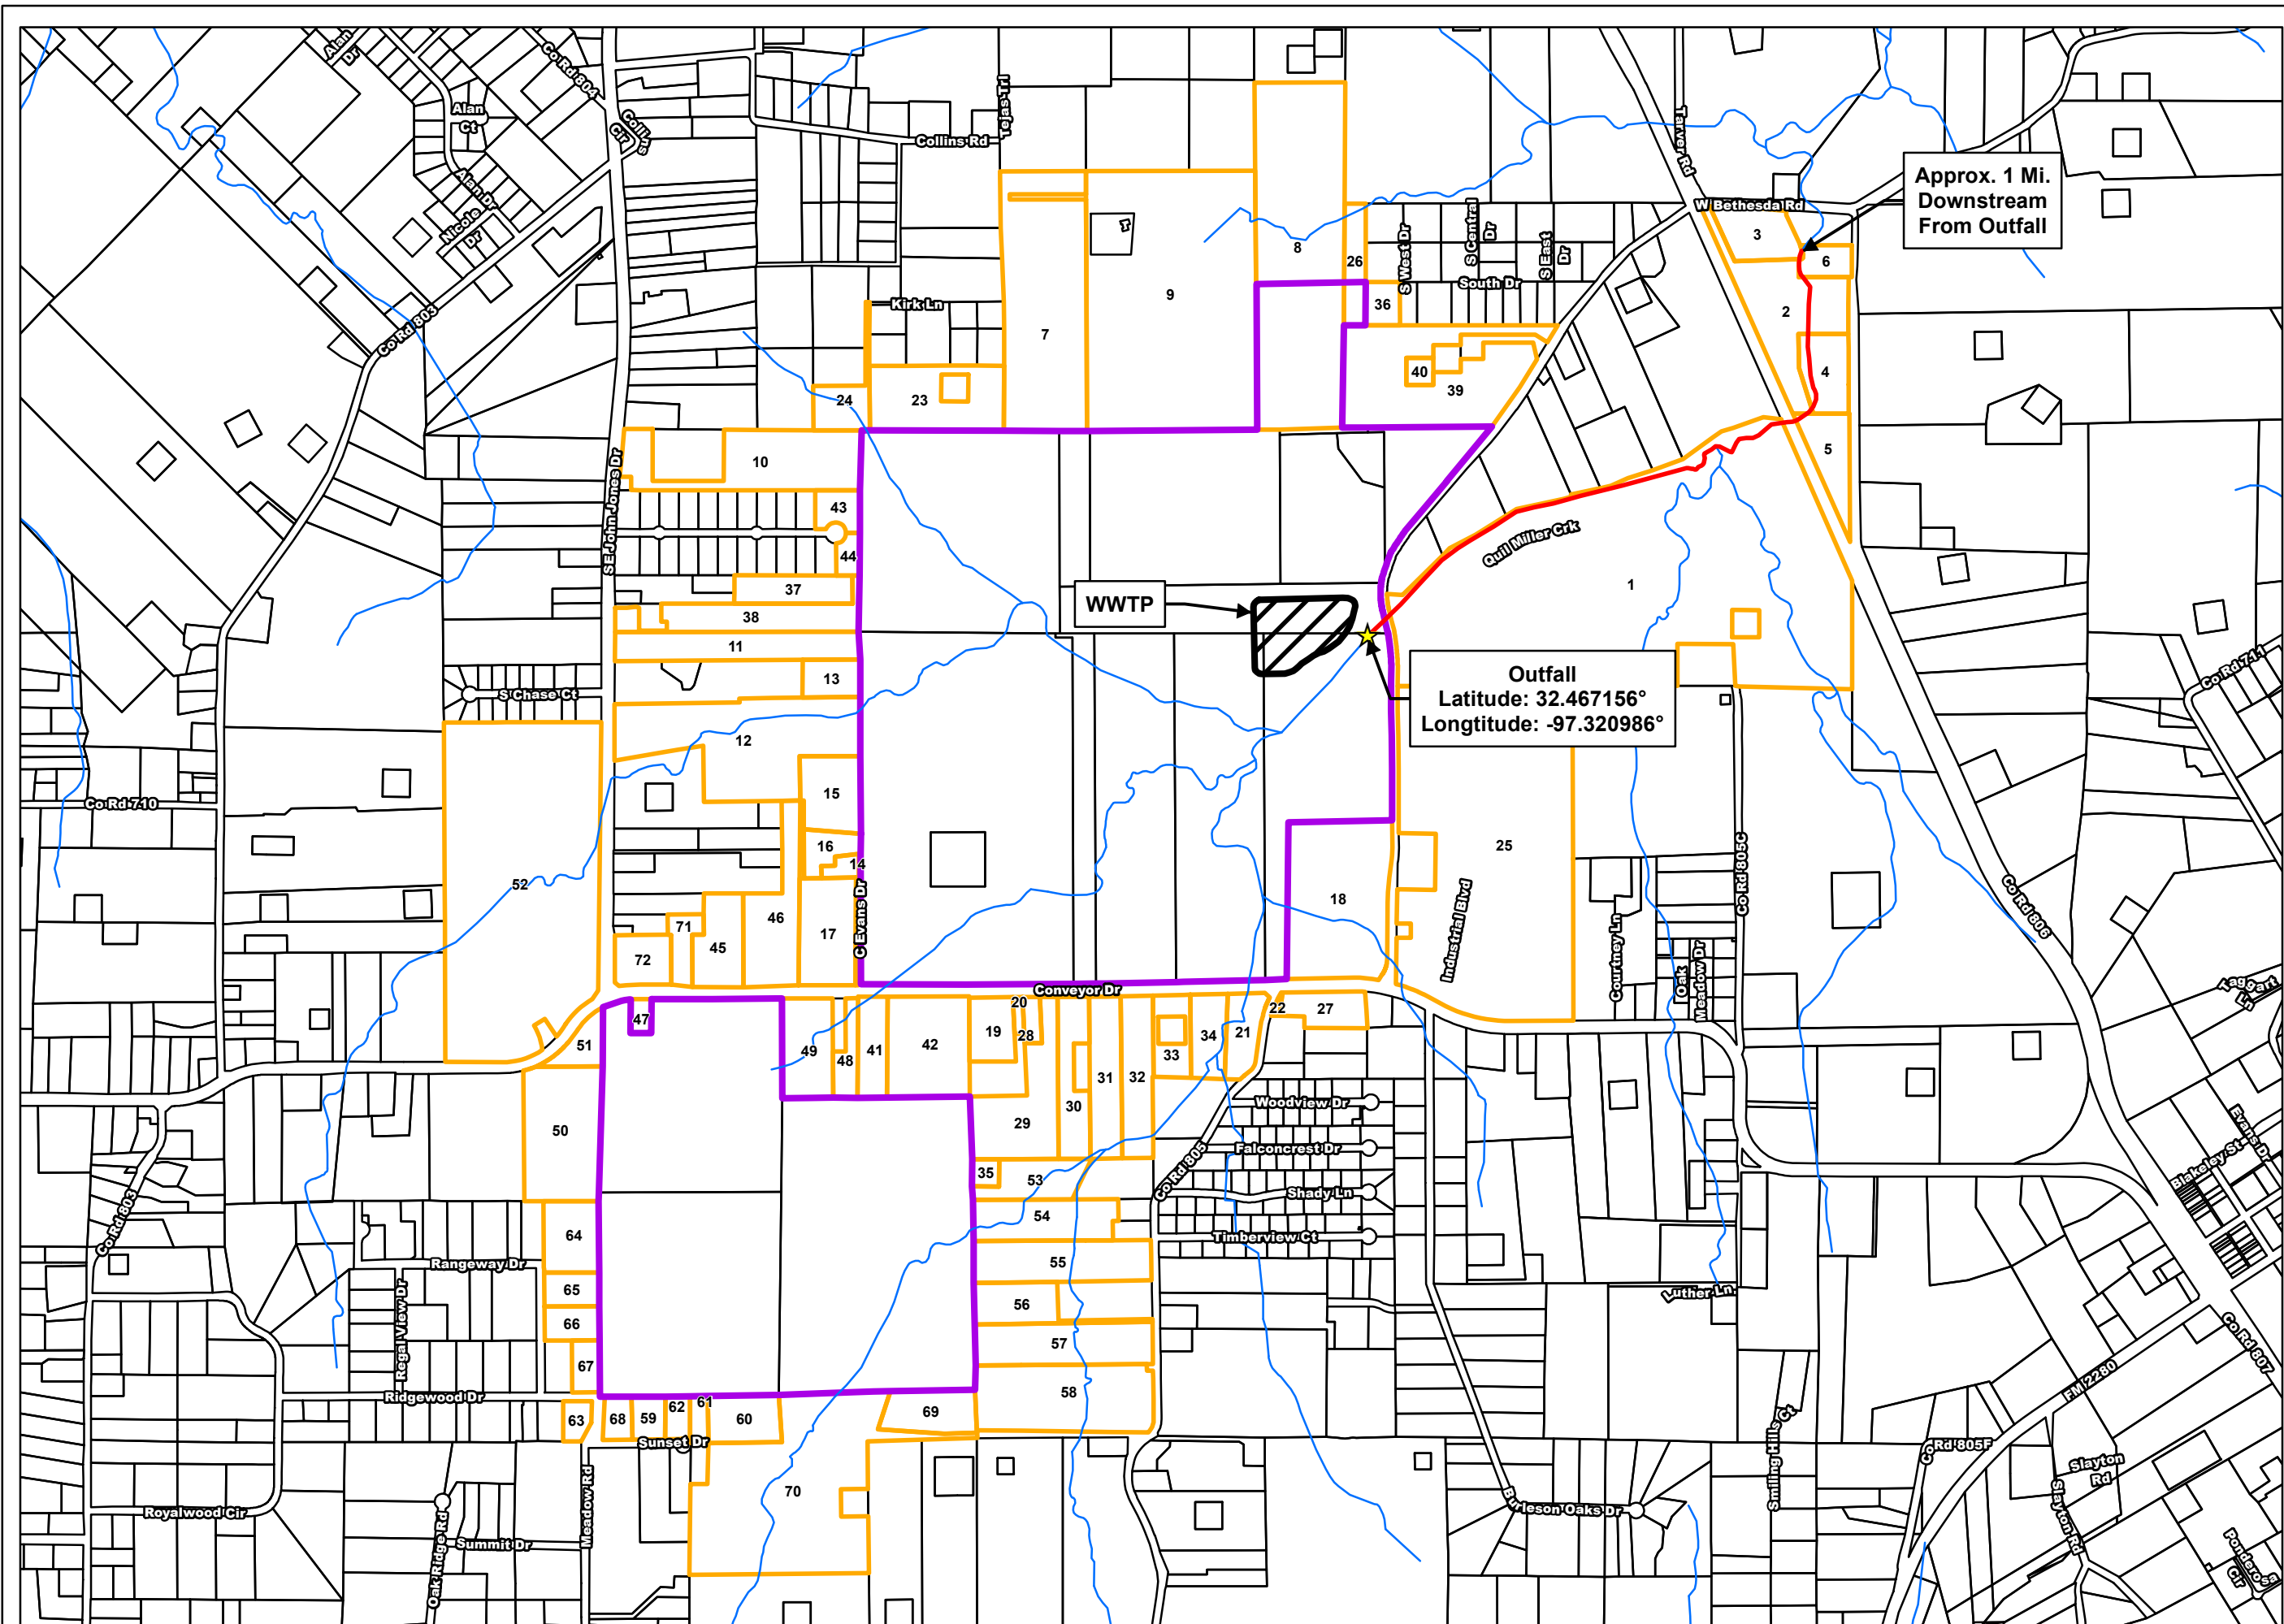 Alan
Dr
Co Rd 804
Alan
Ct
Collins
Cir
Alan Dr
Nicole
Dr
Co Rd 803
Collins Rd
Tejas Trl
Tarver Rd
W Bethesda Rd
Approx. 1 Mi.
Downstream
From Outfall
3
6
2
4
5
8
26
S West Dr
S Central
Dr
S East
Dr
South Dr
36
40
39
9
7
Kirk Ln
24
23
10
43
44
SE John Jones Dr
37
38
11
13
S Chase Ct
12
15
16
14
17
C Evans Dr
46
45
71
72
52
Co Rd 710
WWTP
Quil Miller Crk
1
Outfall
Latitude: 32.467156°
Longtitude: -97.320986°
Co Rd 711
25
18
Industrial Blvd
Courtney Ln
Oak
Meadow Dr
Co Rd 805C
Co Rd 806
Taggart
Ln
Conveyor Dr
47
51
49
48
41
42
19
20
28
29
30
31
32
33
34
21
22
27
50
35
53
54
55
56
57
58
Woodview Dr
Falconcrest Dr
Shady Ln
Timberview Ct
Co Rd 805
Evans Dr
Blakeley St
Luther Ln
Co Rd 807
FM 2280
Co Rd 803
64
65
66
67
Rangeway Dr
Regal View Dr
Ridgewood Dr
63
68
59
62
61
60
69
Sunset Dr
70
Meadow Rd
Royalwood Cir
Oak Ridge Rd
Summit Dr
Burleson Oaks Dr
Smiling Hills Ct
Co Rd 805F
Slayton
Rd
Slayton Rd
Ponderosa
Cir